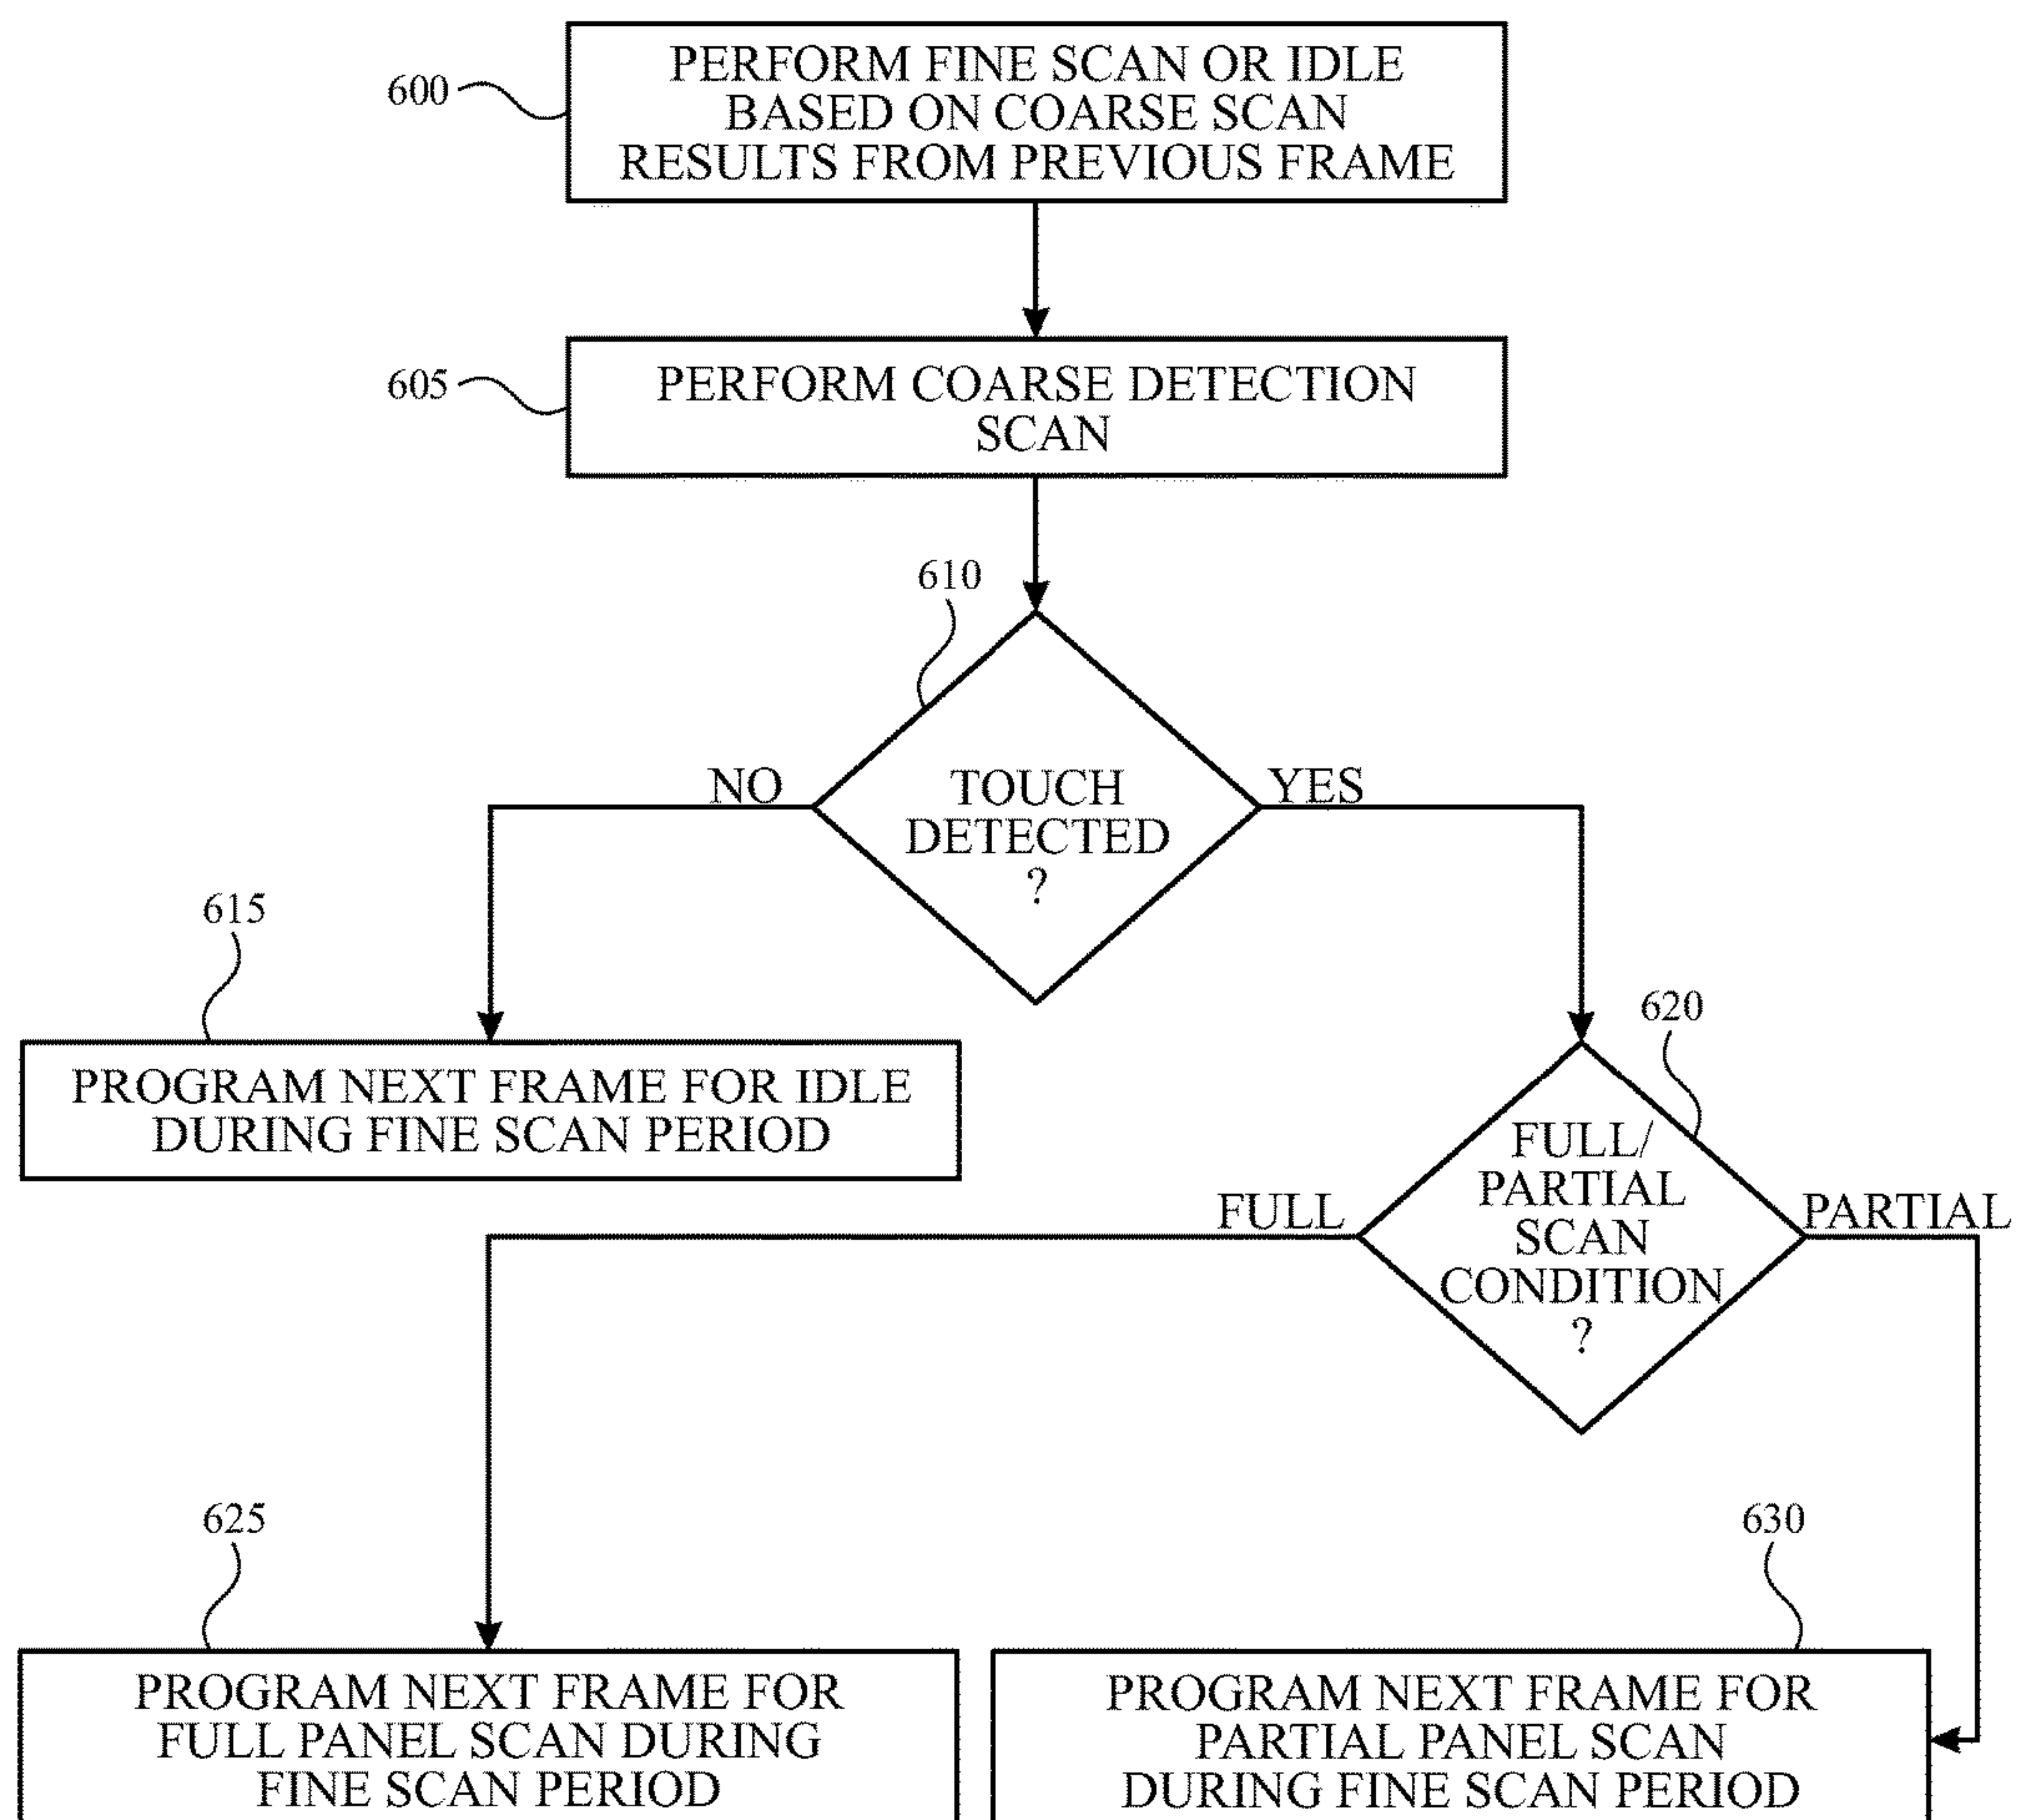 600
PERFORM FINE SCAN OR IDLE
BASED ON COARSE SCAN
RESULTS FROM PREVIOUS FRAME
605
PERFORM COARSE DETECTION
SCAN
610
NO
TOUCH
DETECTED
?
YES
615
PROGRAM NEXT FRAME FOR IDLE
DURING FINE SCAN PERIOD
620
FULL/
PARTIAL
SCAN
CONDITION
?
FULL
PARTIAL
625
PROGRAM NEXT FRAME FOR
FULL PANEL SCAN DURING
FINE SCAN PERIOD
630
PROGRAM NEXT FRAME FOR
PARTIAL PANEL SCAN
DURING FINE SCAN PERIOD